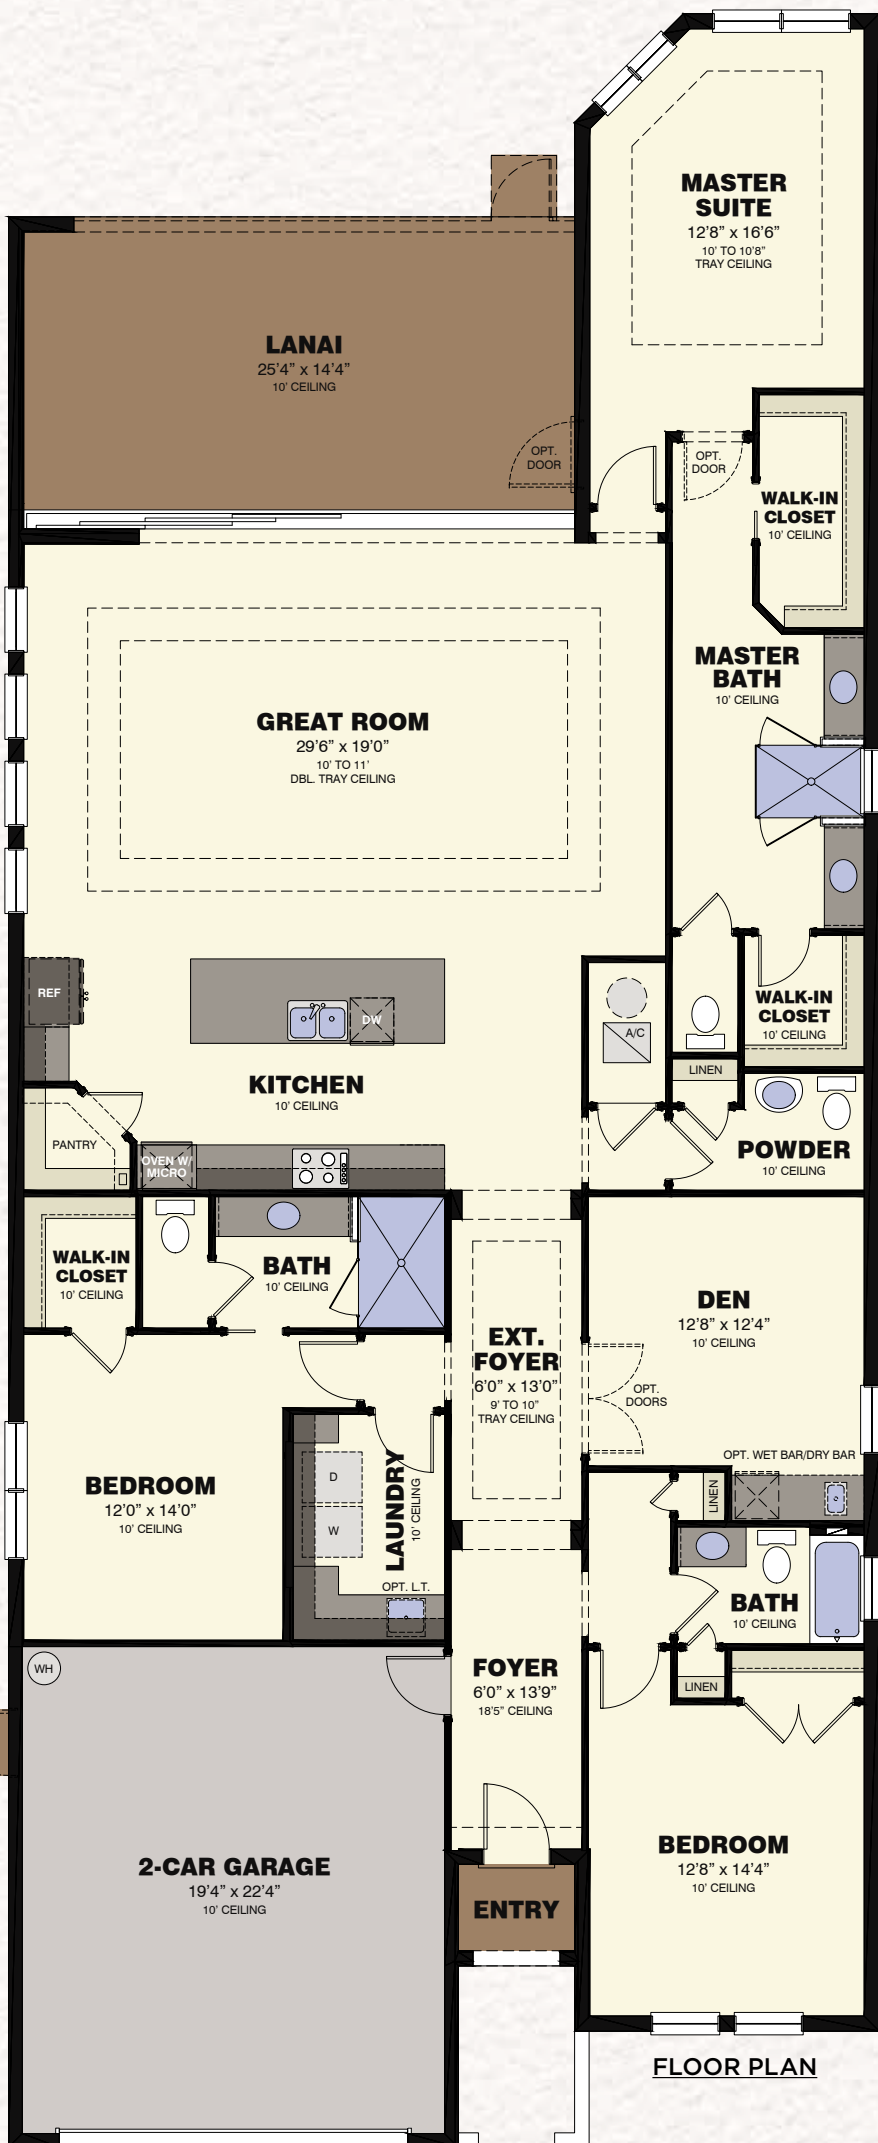 MASTER
SUITE
12'8" x 16'6"
10' TO 10'8"
TRAY CEILING
LANAI
25'4" x 14'4"
10' CEILING
OPT.
DOOR
OPT.
DOOR
WALK-IN
CLOSET
10' CEILING
MASTER
BATH
10' CEILING
GREAT ROOM
29'6" x 19'0"
10' TO 11'
DBL. TRAY CEILING
REF
DW
A/C
WALK-IN
CLOSET
10' CEILING
KITCHEN
10' CEILING
LINEN
PANTRY
OVEN W/
MICRO
POWDER
10' CEILING
WALK-IN
CLOSET
10' CEILING
BATH
10' CEILING
EXT.
FOYER
6'0" x 13'0"
9' TO 10"
TRAY CEILING
DEN
12'8" x 12'4"
10' CEILING
OPT.
DOORS
OPT. WET BAR/DRY BAR
BEDROOM
12'0" x 14'0"
10' CEILING
D
W
LAUNDRY
10' CEILING
OPT. L.T.
LINEN
BATH
10' CEILING
LINEN
WH
FOYER
6'0" x 13'9"
18'5" CEILING
2-CAR GARAGE
19'4" x 22'4"
10' CEILING
ENTRY
BEDROOM
12'8" x 14'4"
10' CEILING
FLOOR PLAN